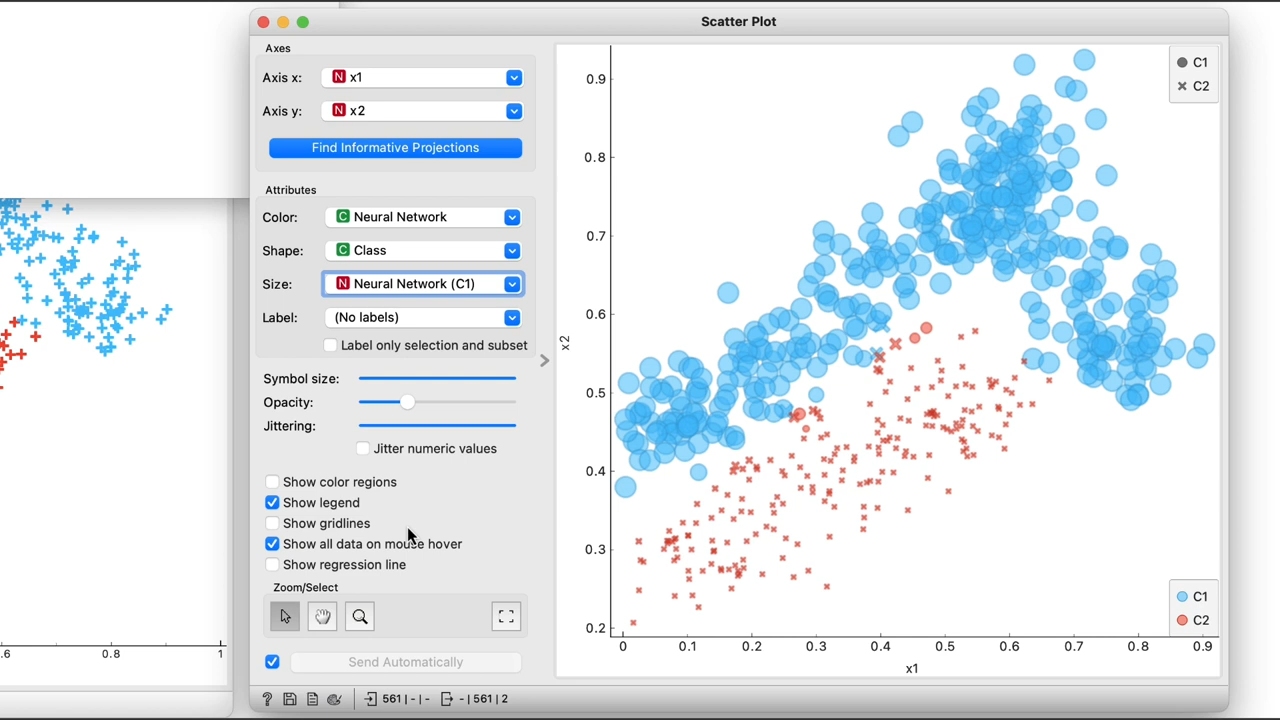 Scatter Plot
Axes
Axis x: N x1
Axis y: N x2
Find Informative Projections
Attributes
Color: C Neural Network
Shape: C Class
Size: N Neural Network (C1)
Label: (No labels)
Label only selection and subset
Symbol size:
Opacity:
Jittering:
Jitter numeric values
Show color regions
Show legend
Show gridlines
Show all data on mouse hover
Show regression line
Zoom/Select
Send Automatically
? 561 | - | - - | 561 | 2
C1
C2
0.9
0.8
0.7
0.6
0.5
0.4
0.3
0.2
x2
0 0.1 0.2 0.3 0.4 0.5 0.6 0.7 0.8 0.9
x1
C1
C2
.6 0.8 1